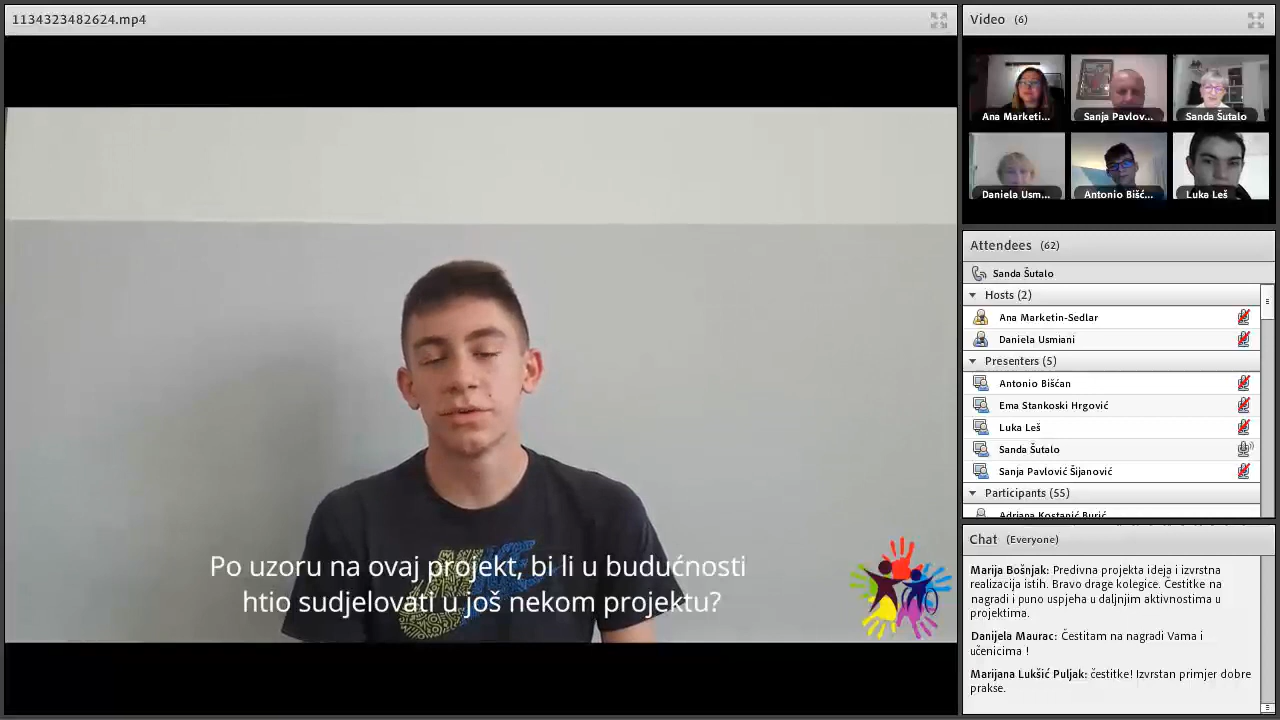 1134323482624.mp4
Po uzoru na ovaj projekt, bi li u budućnosti
htio sudjelovati u još nekom projektu?
Video (6)
Ana Marketi...
Sanja Pavlov...
Sanda Šutalo
Daniela Usm...
Antonio Bišć...
Luka Leš
Attendees (62)
Sanda Šutalo
Hosts (2)
Ana Marketin-Sedlar
Daniela Usmiani
Presenters (5)
Antonio Bišćan
Ema Stankoski Hrgović
Luka Leš
Sanda Šutalo
Sanja Pavlović Šijanović
Participants (55)
Adriana Kostanić Burić
Chat (Everyone)
Marija Bošnjak: Predivna projekta ideja i izvrstna
realizacija istih. Bravo drage kolegice. Čestitke na
nagradi i puno uspjeha u daljnjim aktivnostima u
projektima.
Danijela Maurac: Čestitam na nagradi Vama i
učenicima !
Marijana Lukšić Puljak: čestitke! Izvrstan primjer dobre
prakse.